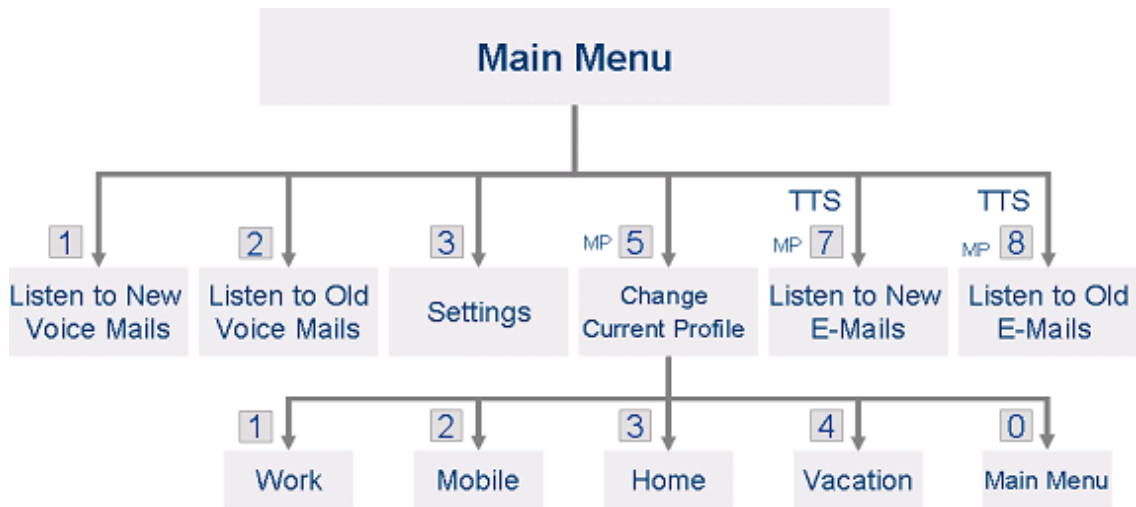 Main Menu
TTS TTS
1 2 3 MP 5 MP 7 MP 8
Listen to New Listen to Old Settings Change Listen to New Listen to Old
Voice Mails Voice Mails Current Profile E-Mails E-Mails
1 2 3 4 0
Work Mobile Home Vacation Main Menu